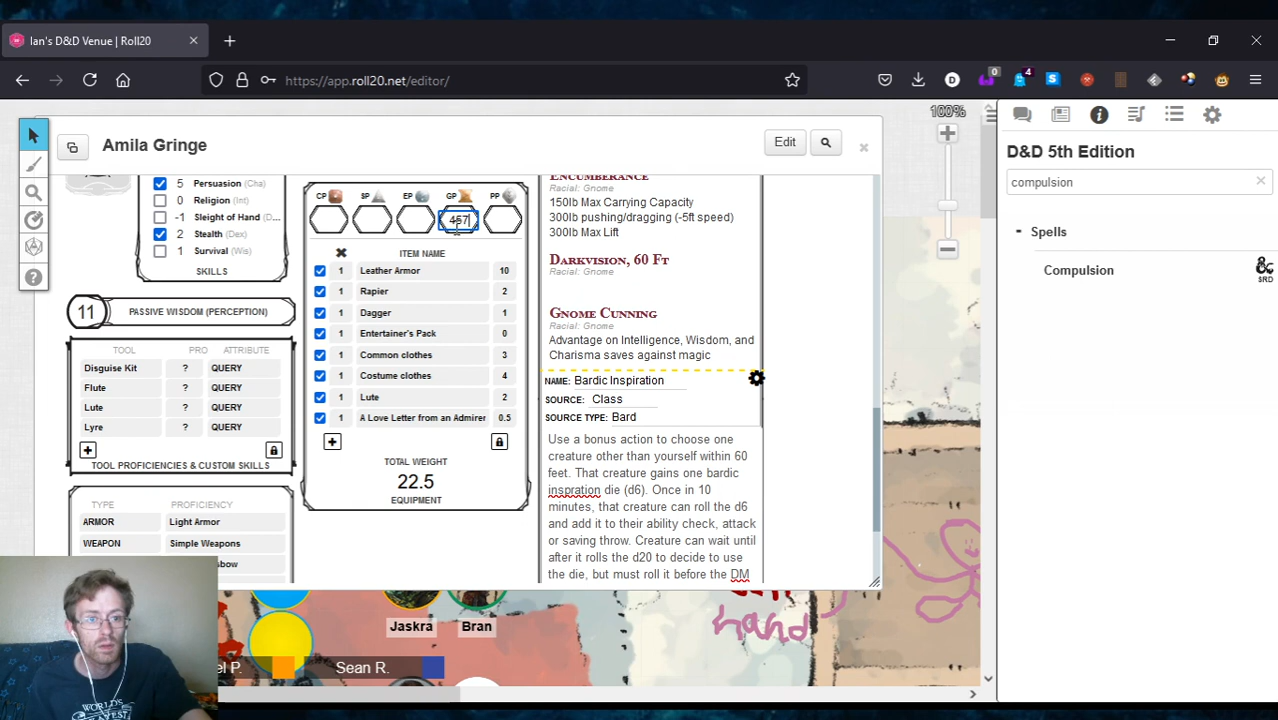 Ian's D&D Venue | Roll20
https://app.roll20.net/editor/
0
4
100%
Amila Gringe
Edit
5 Persuasion (Cha)
0 Religion (Int)
-1 Sleight of Hand (D...
2 Stealth (Dex)
1 Survival (Wis)
SKILLS
11 PASSIVE WISDOM (PERCEPTION)
TOOL PRO ATTRIBUTE
Disguise Kit ? QUERY
Flute ? QUERY
Lute ? QUERY
Lyre ? QUERY
TOOL PROFICIENCIES & CUSTOM SKILLS
TYPE PROFICIENCY
ARMOR Light Armor
WEAPON Simple Weapons
CP SP EP GP PP
457
ITEM NAME
1 Leather Armor 10
1 Rapier 2
1 Dagger 1
1 Entertainer's Pack 0
1 Common clothes 3
1 Costume clothes 4
1 Lute 2
1 A Love Letter from an Admirer 0.5
TOTAL WEIGHT
22.5
EQUIPMENT
ENCUMBERANCE
Racial: Gnome
150lb Max Carrying Capacity
300lb pushing/dragging (-5ft speed)
300lb Max Lift
DARKVISION, 60 FT
Racial: Gnome
GNOME CUNNING
Racial: Gnome
Advantage on Intelligence, Wisdom, and
Charisma saves against magic
NAME: Bardic Inspiration
SOURCE: Class
SOURCE TYPE: Bard
Use a bonus action to choose one
creature other than yourself within 60
feet. That creature gains one bardic
inspration die (d6). Once in 10
minutes, that creature can roll the d6
and add it to their ability check, attack
or saving throw. Creature can wait until
after it rolls the d20 to decide to use
the die, but must roll it before the DM
D&D 5th Edition
compulsion
Spells
Compulsion
&
SRD
Jaskra
Bran
hand
Sean R.
WORLD'S